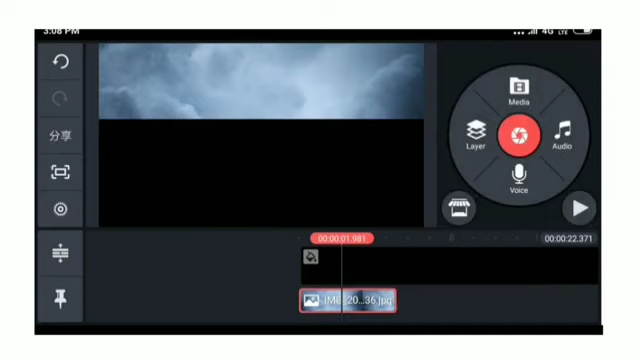 3:08 PM
4G LTE
Media
Layer
Audio
Voice
分享
00:00:01.981
00:00:22.371
IMG_20...36.jpg